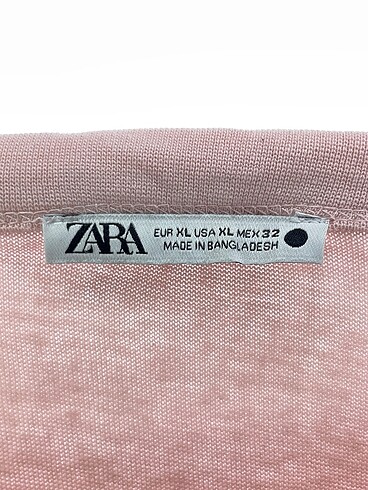 ZARA
EUR XL USA XL MEX 32
MADE IN BANGLADESH